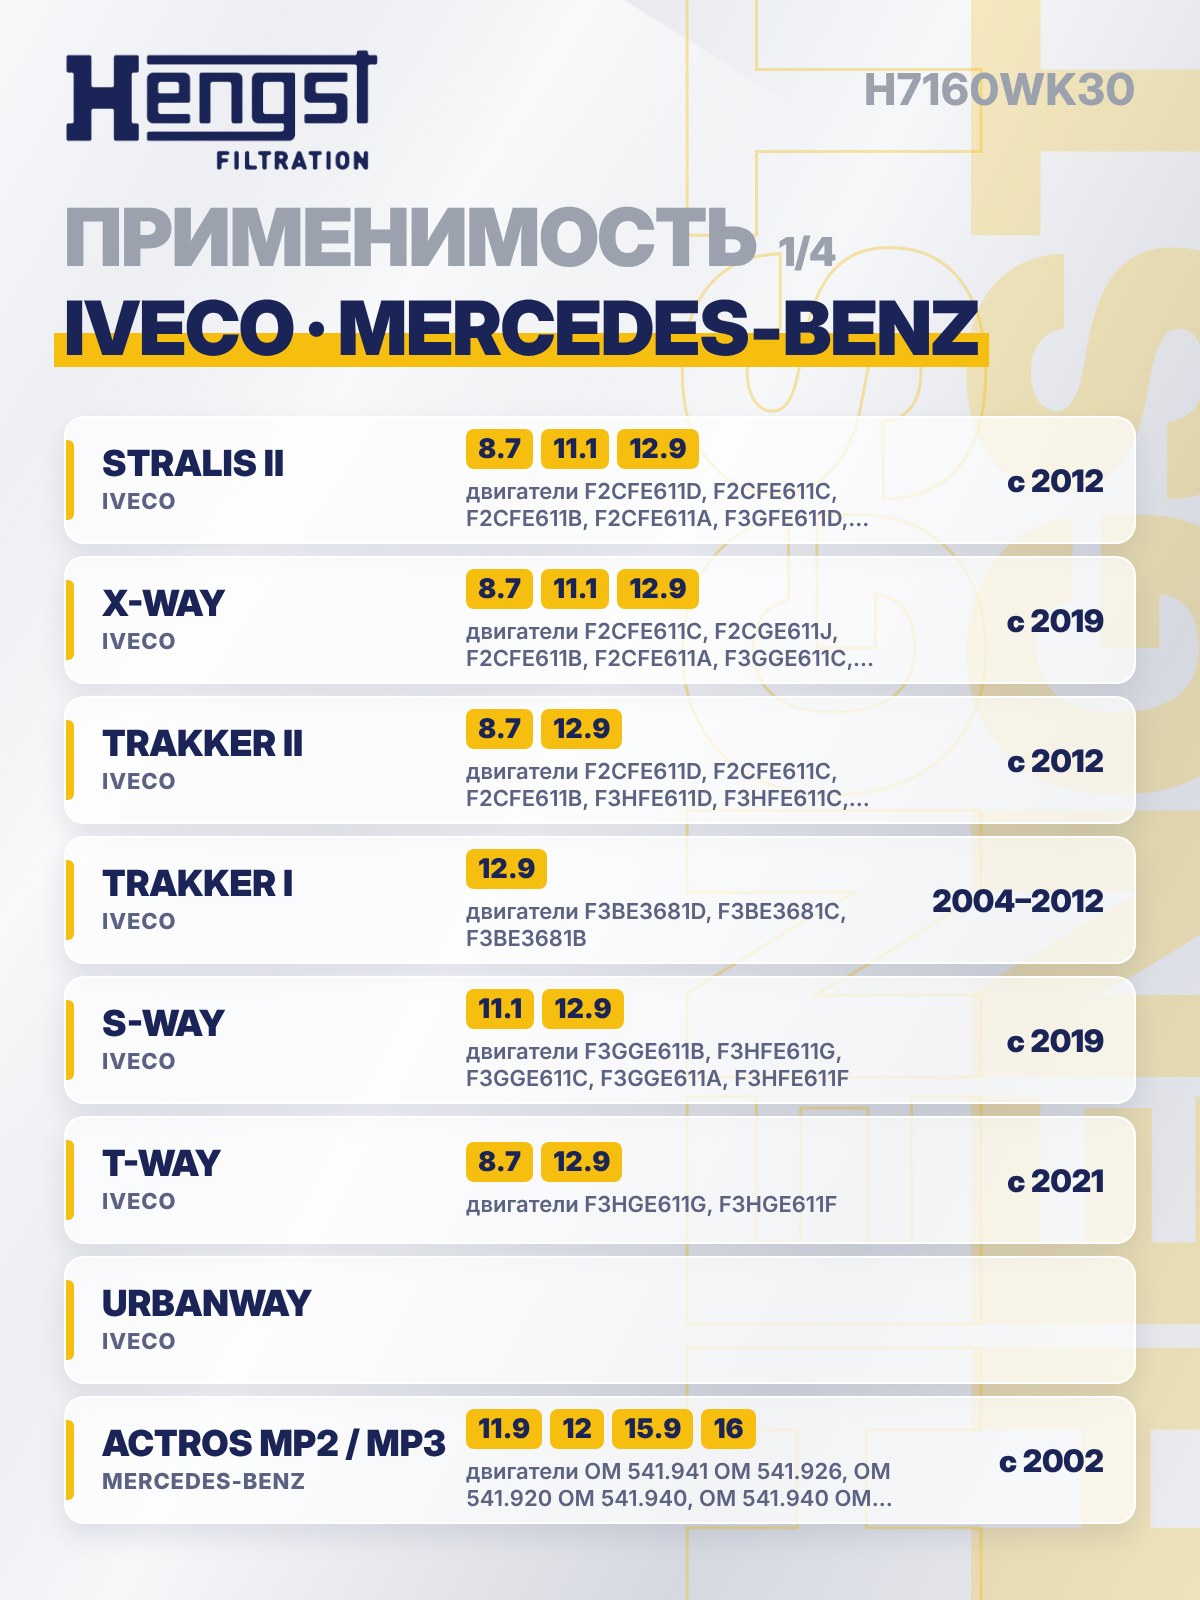 Hengst
FILTRATION
H7160WK30
ПРИМЕНИМОСТЬ 1/4
IVECO · MERCEDES-BENZ
STRALIS II
IVECO
8.7 11.1 12.9
двигатели F2CFE611D, F2CFE611C,
F2CFE611B, F2CFE611A, F3GFE611D,...
с 2012
X-WAY
IVECO
8.7 11.1 12.9
двигатели F2CFE611C, F2CGE611J,
F2CFE611B, F2CFE611A, F3GGE611C,...
с 2019
TRAKKER II
IVECO
8.7 12.9
двигатели F2CFE611D, F2CFE611C,
F2CFE611B, F3HFE611D, F3HFE611C,...
с 2012
TRAKKER I
IVECO
12.9
двигатели F3BE3681D, F3BE3681C,
F3BE3681B
2004–2012
S-WAY
IVECO
11.1 12.9
двигатели F3GGE611B, F3HFE611G,
F3GGE611C, F3GGE611A, F3HFE611F
с 2019
T-WAY
IVECO
8.7 12.9
двигатели F3HGE611G, F3HGE611F
с 2021
URBANWAY
IVECO
ACTROS MP2 / MP3
MERCEDES-BENZ
11.9 12 15.9 16
двигатели OM 541.941 OM 541.926, OM
541.920 OM 541.940, OM 541.940 OM...
с 2002
HENGST